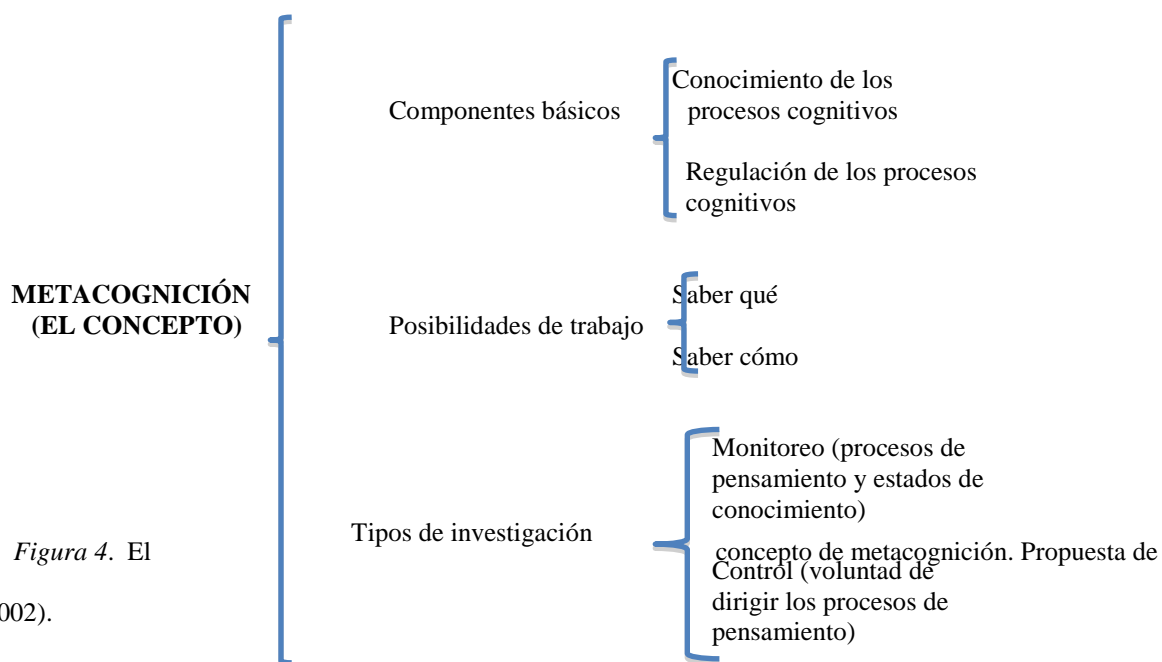 METACOGNICIÓN
(EL CONCEPTO)
Componentes básicos
Conocimiento de los
procesos cognitivos
Regulación de los procesos
cognitivos
Posibilidades de trabajo
Saber qué
Saber cómo
Tipos de investigación
Monitoreo (procesos de
pensamiento y estados de
conocimiento)
Control (voluntad de
dirigir los procesos de
pensamiento)
Figura 4. El concepto de metacognición. Propuesta de
002).